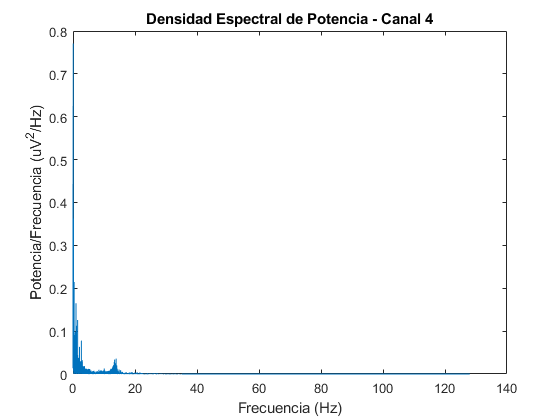 Densidad Espectral de Potencia - Canal 4
0.8
0.7
0.6
0.5
0.4
0.3
0.2
0.1
0
Potencia/Frecuencia (uV²/Hz)
0 20 40 60 80 100 120 140
Frecuencia (Hz)